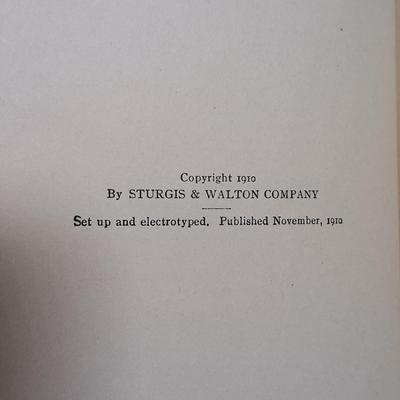 Copyright 1910
By STURGIS & WALTON COMPANY
Set up and electrotyped. Published November, 1910